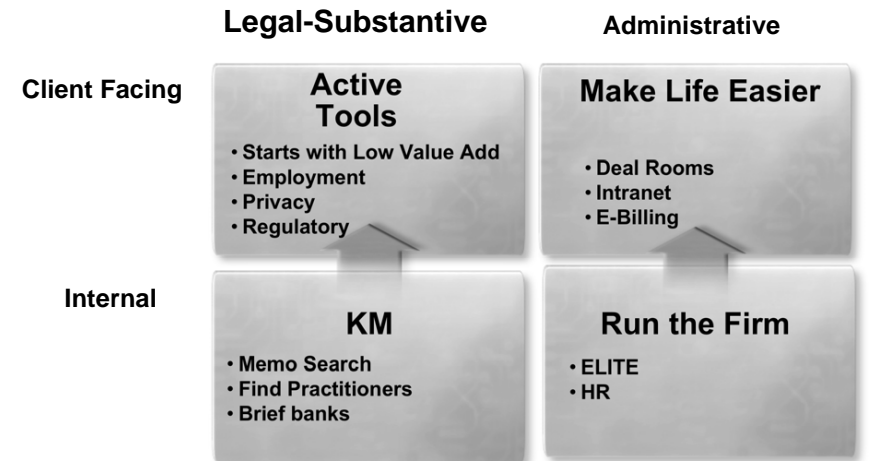 Legal-Substantive
Administrative
Client Facing
Active
Tools
• Starts with Low Value Add
• Employment
• Privacy
• Regulatory
Make Life Easier
• Deal Rooms
• Intranet
• E-Billing
Internal
KM
• Memo Search
• Find Practitioners
• Brief banks
Run the Firm
• ELITE
• HR